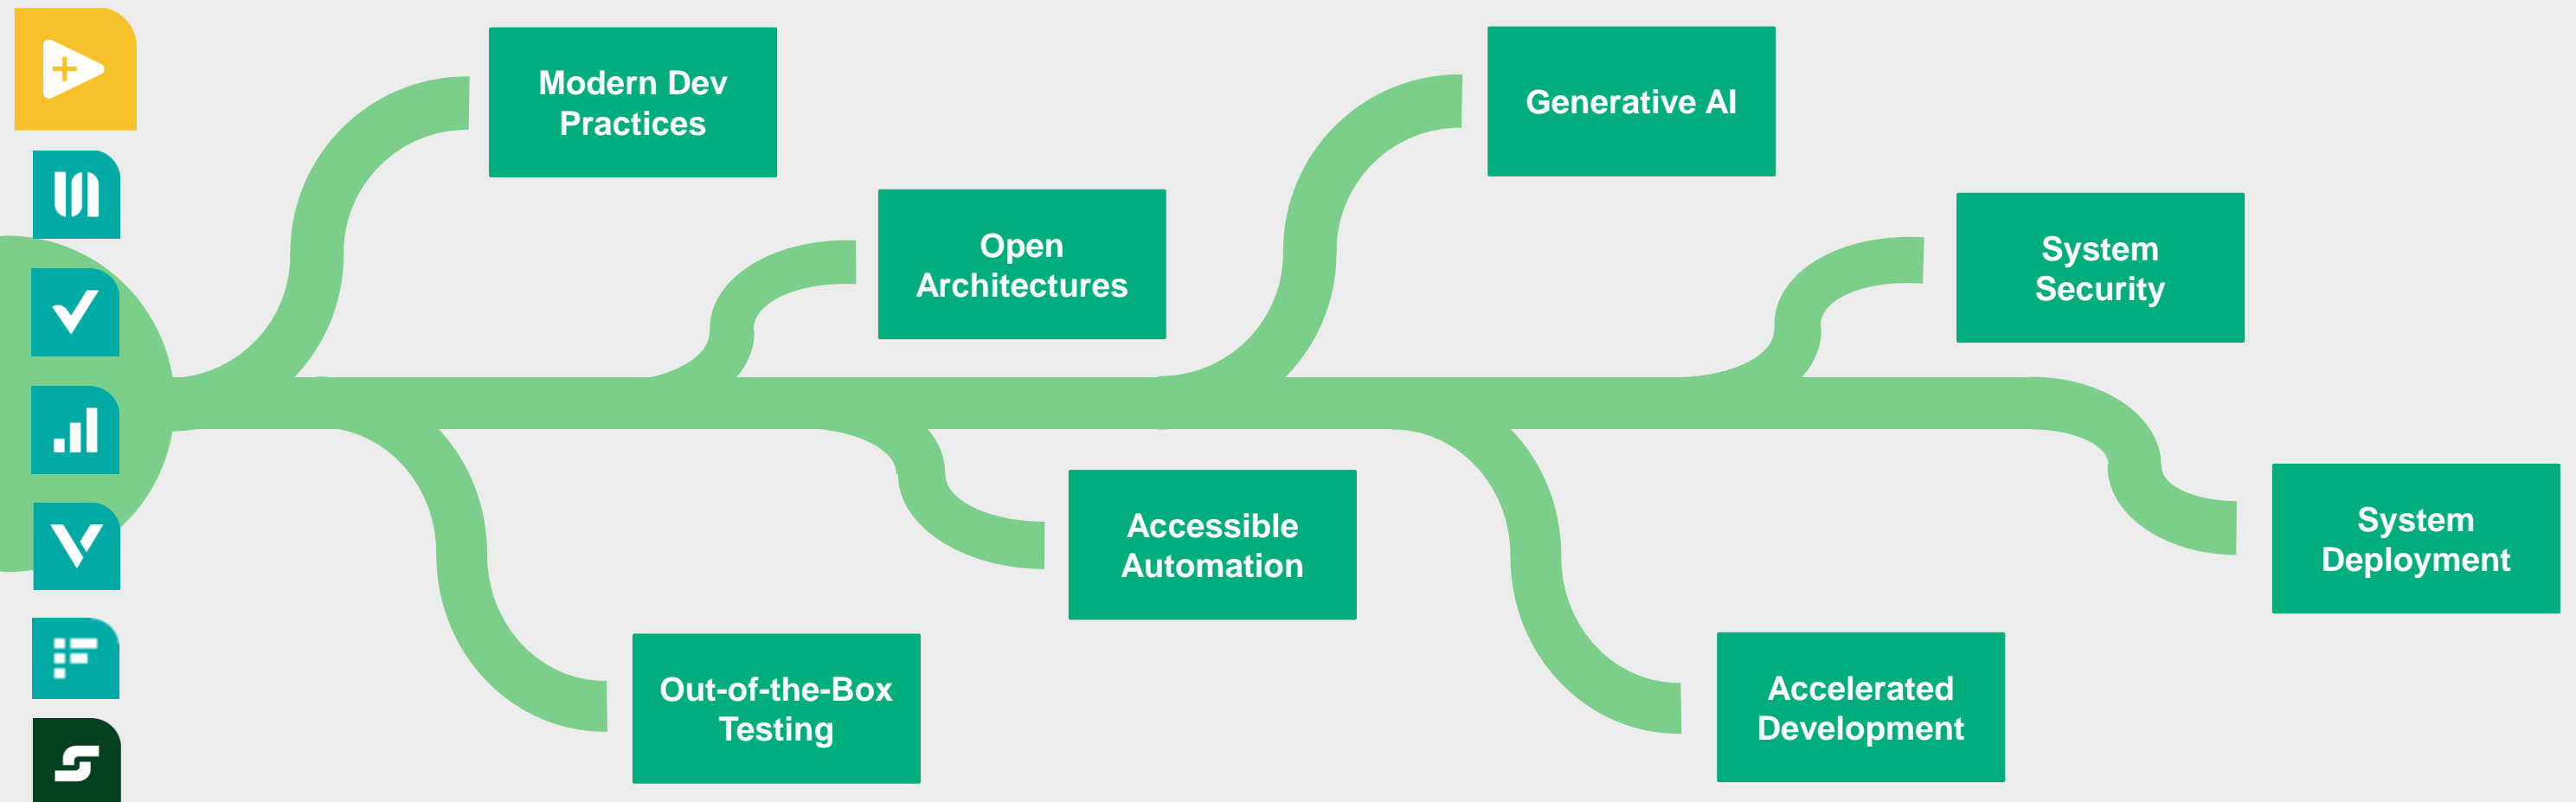 Modern Dev
Practices
Generative AI
Open
Architectures
System
Security
Accessible
Automation
System
Deployment
Out-of-the-Box
Testing
Accelerated
Development